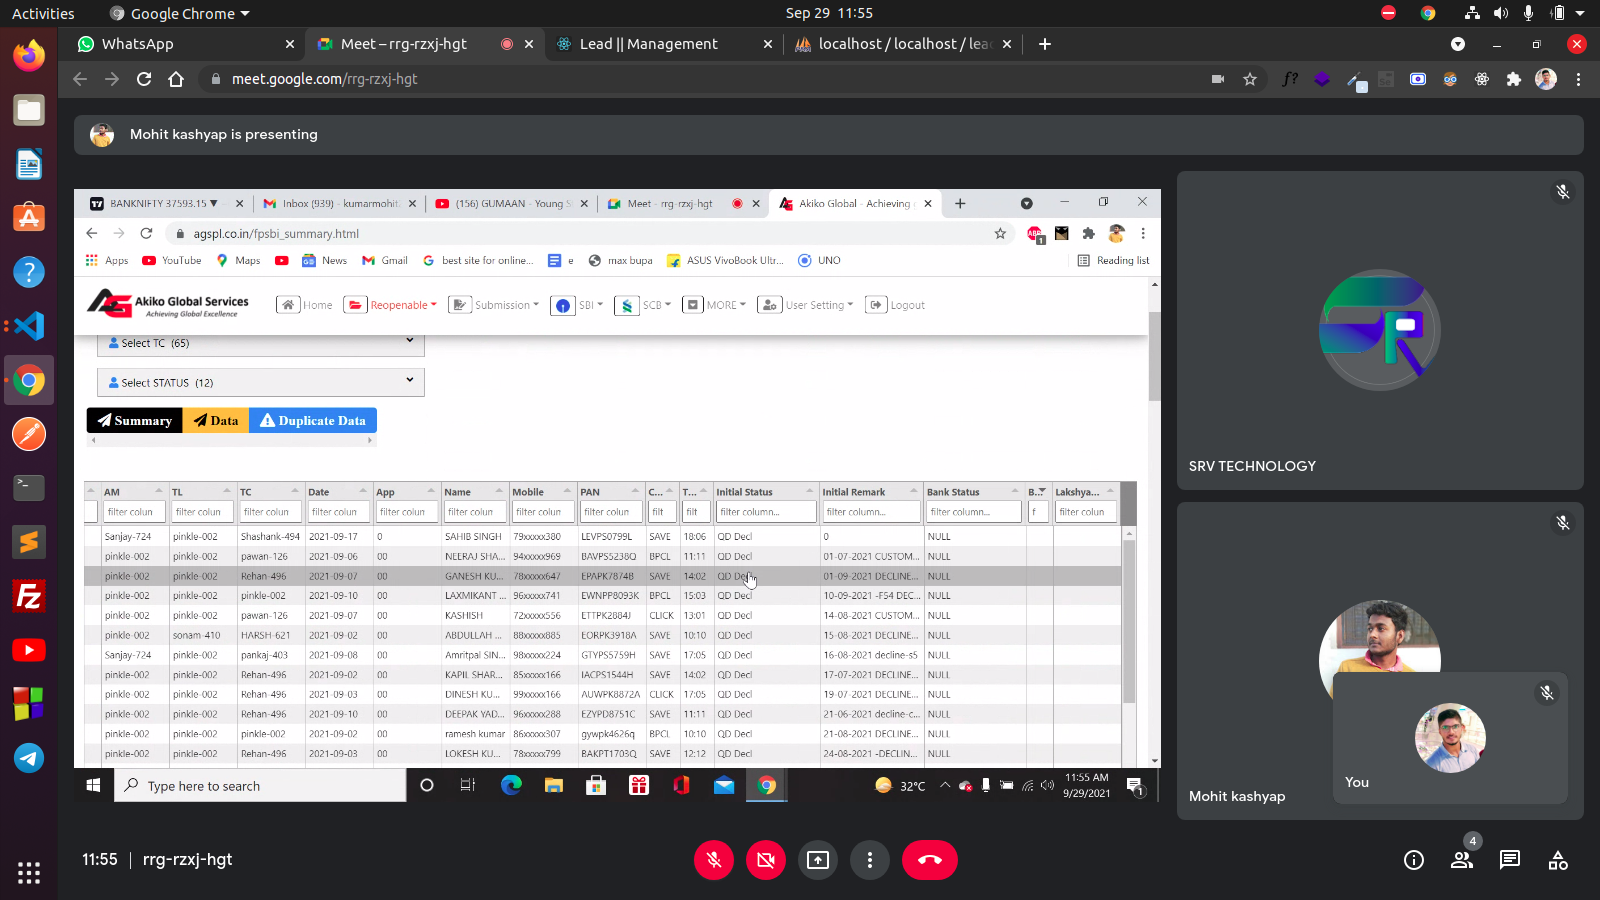 Activities Google Chrome Sep 29 11:55
WhatsApp Meet – rrg-rzxj-hgt Lead || Management localhost / localhost / lea
meet.google.com/rrg-rzxj-hgt
Mohit kashyap is presenting
BANKNIFTY 37593.15 ▼ Inbox (939) - kumarmohit (156) GUMAAN - Young S Meet - rrg-rzxj-hgt Akiko Global - Achieving
agspl.co.in/fpsbi_summary.html
Apps YouTube Maps News Gmail best site for online... e max bupa ASUS VivoBook Ultr... UNO Reading list
Akiko Global Services
Achieving Global Excellence
Home Reopenable Submission SBI SCB MORE User Setting Logout
Select TC (65)
Select STATUS (12)
Summary Data Duplicate Data
AM TL TC Date App Name Mobile PAN C... T... Initial Status Initial Remark Bank Status B... Lakshya...
filter colun filter colun filter colun filter colun filter colun filter colun filter colun filter colun filt filt filter column... filter column... filter column... f filter colun
Sanjay-724 pinkle-002 Shashank-494 2021-09-17 0 SAHIB SINGH 79xxxxx380 LEVPS0799L SAVE 18:06 QD Decl 0 NULL
pinkle-002 pinkle-002 pawan-126 2021-09-06 00 NEERAJ SHA... 94xxxxx969 BAVPS5238Q BPCL 11:11 QD Decl 01-07-2021 CUSTOM... NULL
pinkle-002 pinkle-002 Rehan-496 2021-09-07 00 GANESH KU... 78xxxxx647 EPAPK7874B SAVE 14:02 QD Decl 01-09-2021 DECLINE... NULL
pinkle-002 pinkle-002 pinkle-002 2021-09-10 00 LAXMIKANT ... 96xxxxx741 EWNPP8093K BPCL 15:03 QD Decl 10-09-2021 -F54 DEC... NULL
pinkle-002 pinkle-002 pawan-126 2021-09-07 00 KASHISH 72xxxxx556 ETTPK2884J CLICK 13:01 QD Decl 14-08-2021 CUSTOM... NULL
pinkle-002 sonam-410 HARSH-621 2021-09-02 00 ABDULLAH ... 88xxxxx885 EORPK3918A SAVE 10:10 QD Decl 15-08-2021 DECLINE... NULL
Sanjay-724 pinkle-002 pankaj-403 2021-09-08 00 Amritpal SIN... 98xxxxx224 GTYPS5759H SAVE 17:05 QD Decl 16-08-2021 decline-s5 NULL
pinkle-002 pinkle-002 Rehan-496 2021-09-02 00 KAPIL SHAR... 85xxxxx166 IACPS1544H SAVE 14:02 QD Decl 17-07-2021 DECLINE... NULL
pinkle-002 pinkle-002 Rehan-496 2021-09-03 00 DINESH KU... 99xxxxx166 AUWPK8872A CLICK 17:05 QD Decl 19-07-2021 DECLINE... NULL
pinkle-002 pinkle-002 Rehan-496 2021-09-10 00 DEEPAK YAD... 96xxxxx288 EZYPD8751C SAVE 11:11 QD Decl 21-06-2021 decline-c... NULL
pinkle-002 pinkle-002 pinkle-002 2021-09-02 00 ramesh kumar 86xxxxx307 gywpk4626q BPCL 10:10 QD Decl 21-08-2021 DECLINE... NULL
pinkle-002 pinkle-002 Rehan-496 2021-09-03 00 LOKESH KU... 78xxxxx799 BAKPT1703Q SAVE 12:12 QD Decl 24-08-2021 -DECLIN... NULL
Type here to search 32°C 11:55 AM
9/29/2021
SRV TECHNOLOGY
Mohit kashyap
You
11:55 | rrg-rzxj-hgt 4